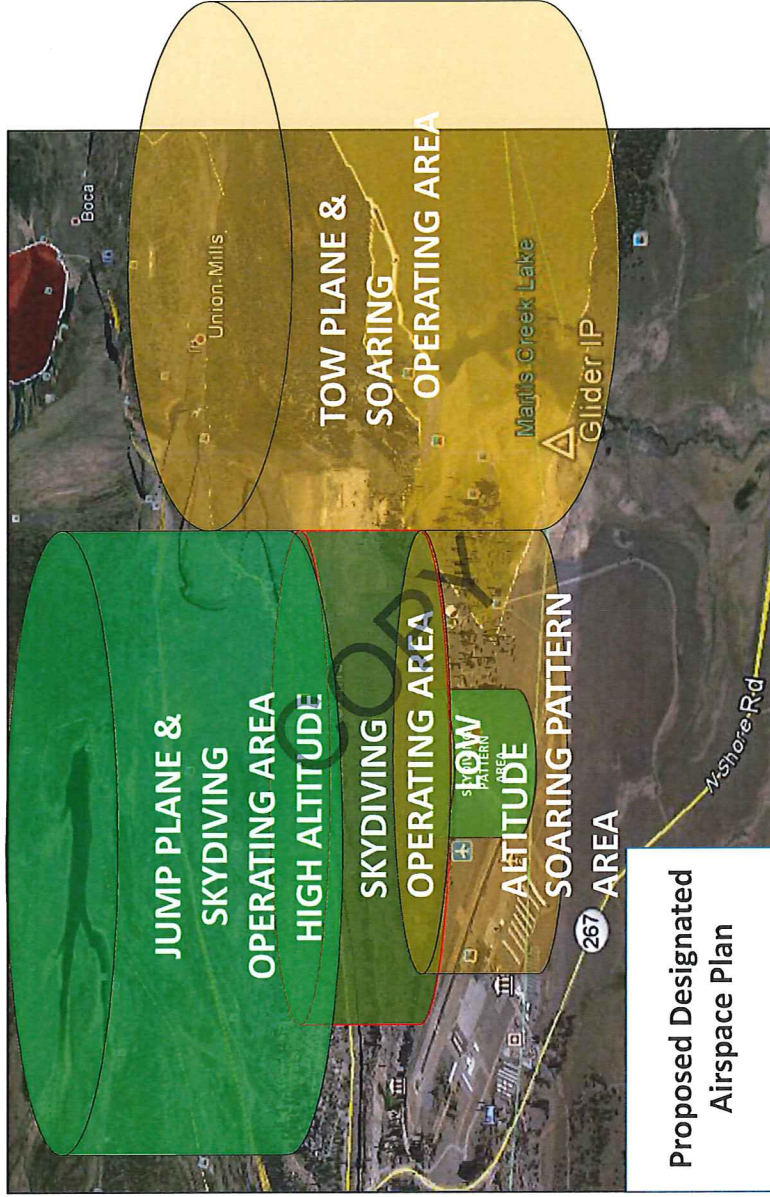 JUMP PLANE &
SKYDIVING
OPERATING AREA
HIGH ALTITUDE
SKYDIVING
OPERATING AREA
LOW
ALTITUDE
SOARING PATTERN
AREA
SKYDIVING
PATTERN
AREA
TOW PLANE &
SOARING
OPERATING AREA
Boca
Union Mills
Martis Creek Lake
Glider IP
N-Shore-Rd
267
COPY
Proposed Designated
Airspace Plan